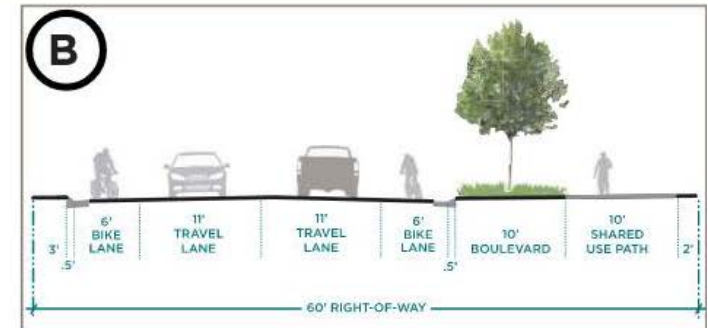 B
3'
.5'
6'
BIKE
LANE
11'
TRAVEL
LANE
11'
TRAVEL
LANE
6'
BIKE
LANE
.5'
10'
BOULEVARD
10'
SHARED
USE PATH
2'
60' RIGHT-OF-WAY